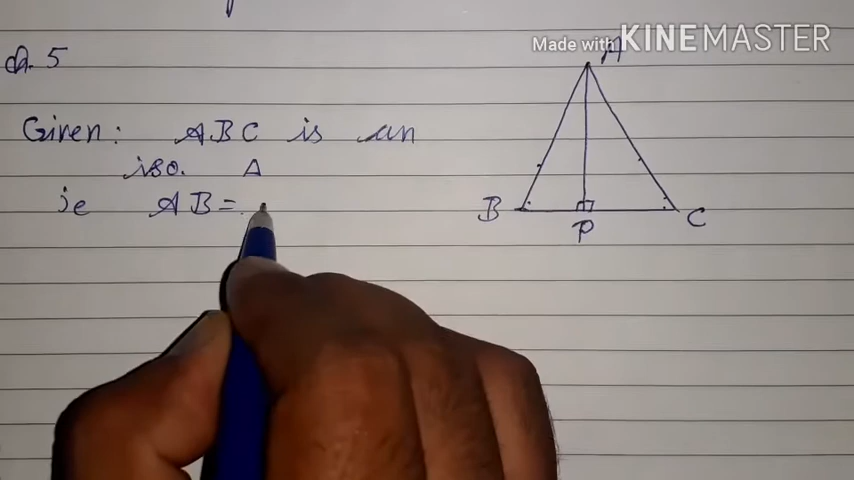 Q. 5
Made with KINEMASTER
A
Given: ABC is an
iso. Δ
ie AB =
B
P
C